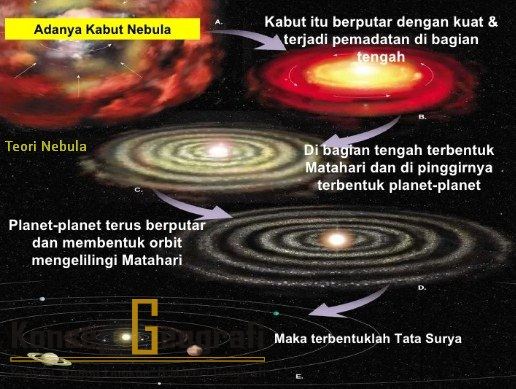 Adanya Kabut Nebula
A.
Kabut itu berputar dengan kuat &
terjadi pemadatan di bagian
tengah
B.
Teori Nebula
Di bagian tengah terbentuk
Matahari dan di pinggirnya
terbentuk planet-planet
C.
Planet-planet terus berputar
dan membentuk orbit
mengelilingi Matahari
D.
Maka terbentuklah Tata Surya
E.